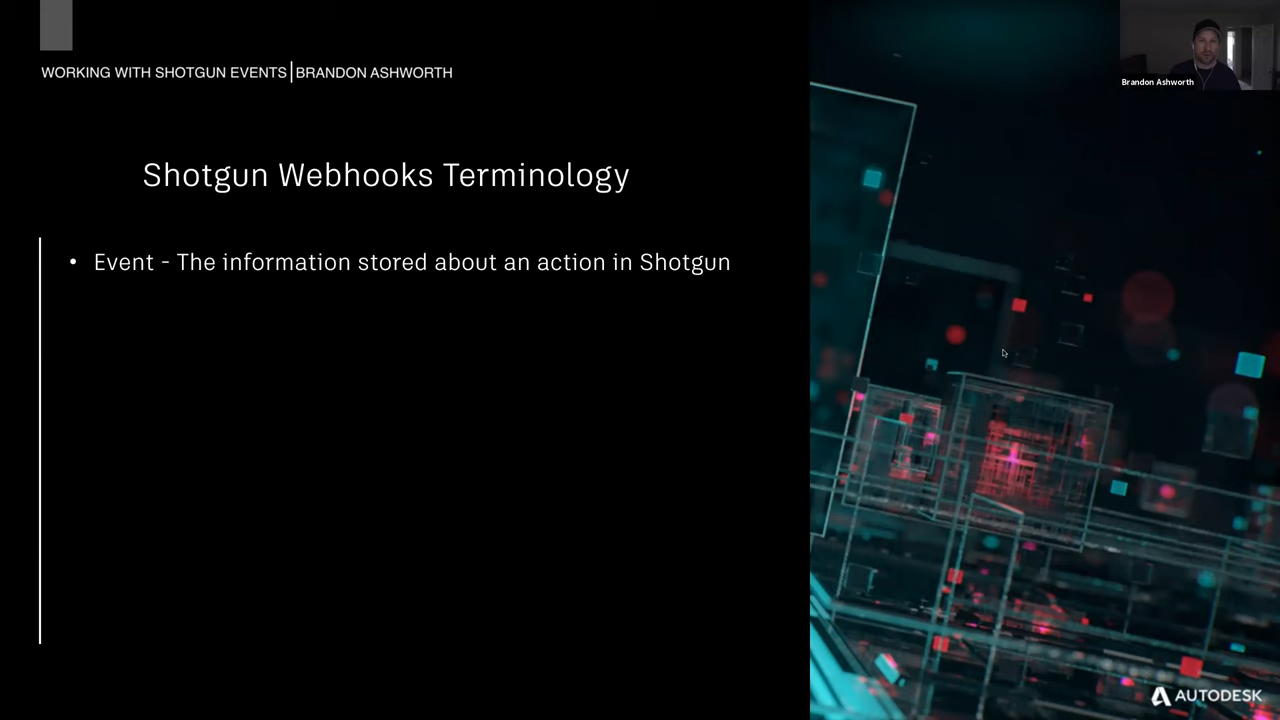 WORKING WITH SHOTGUN EVENTS|BRANDON ASHWORTH
Brandon Ashworth
Shotgun Webhooks Terminology
• Event - The information stored about an action in Shotgun
AUTODESK